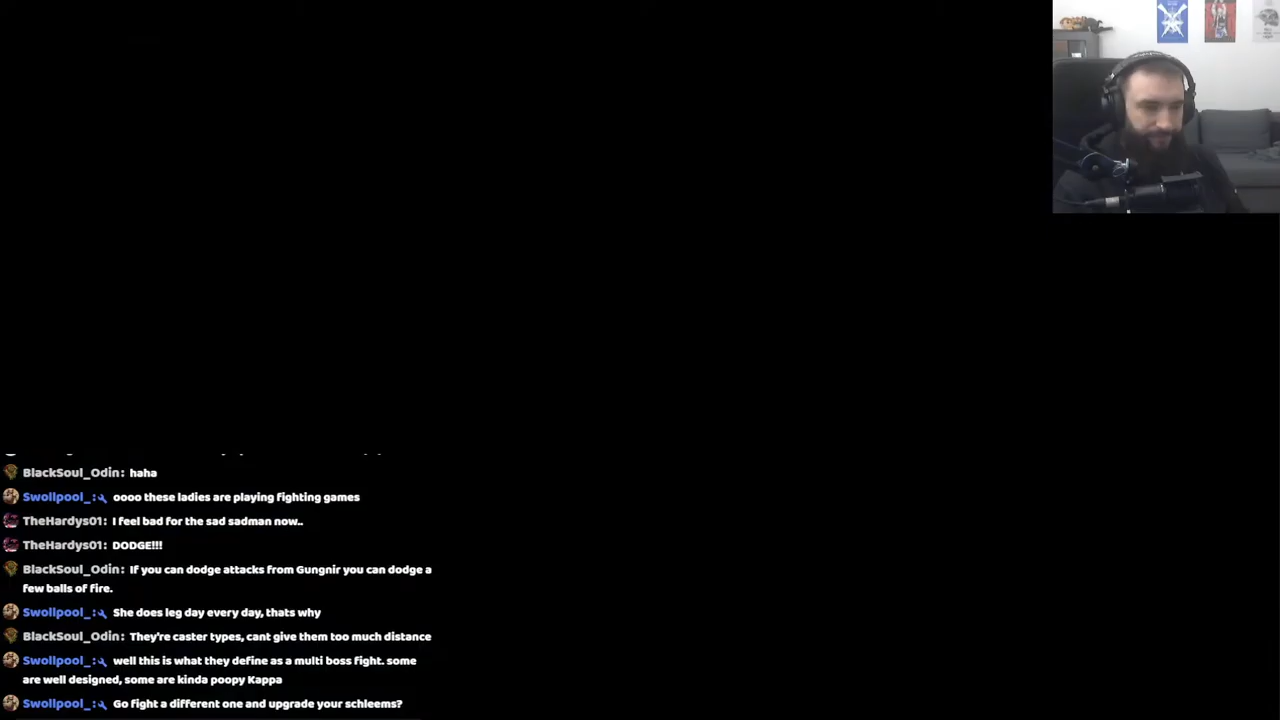 BlackSoul_Odin: haha
Swollpool_: oooo these ladies are playing fighting games
TheHardys01: I feel bad for the sad sadman now..
TheHardys01: DODGE!!!
BlackSoul_Odin: If you can dodge attacks from Gungnir you can dodge a
few balls of fire.
Swollpool_: She does leg day every day, thats why
BlackSoul_Odin: They're caster types, cant give them too much distance
Swollpool_: well this is what they define as a multi boss fight. some
are well designed, some are kinda poopy Kappa
Swollpool_: Go fight a different one and upgrade your schleems?